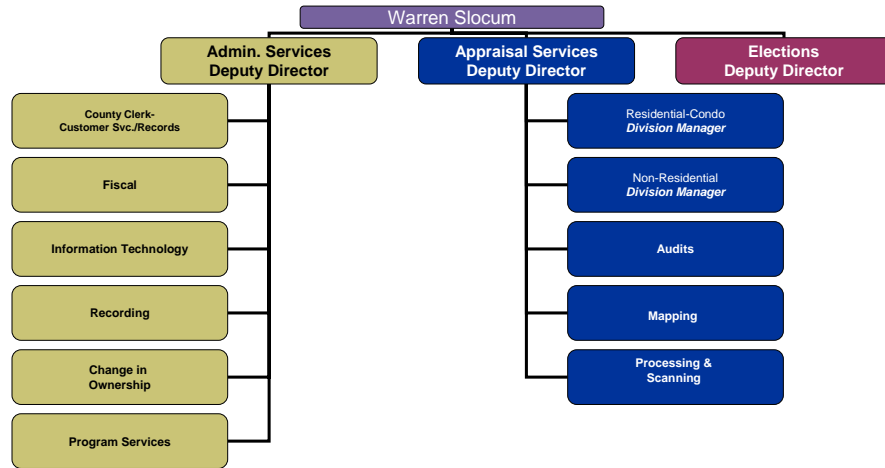 Warren Slocum
Admin. Services
Deputy Director
Appraisal Services
Deputy Director
Elections
Deputy Director
County Clerk-
Customer Svc./Records
Fiscal
Information Technology
Recording
Change in
Ownership
Program Services
Residential-Condo
Division Manager
Non-Residential
Division Manager
Audits
Mapping
Processing &
Scanning